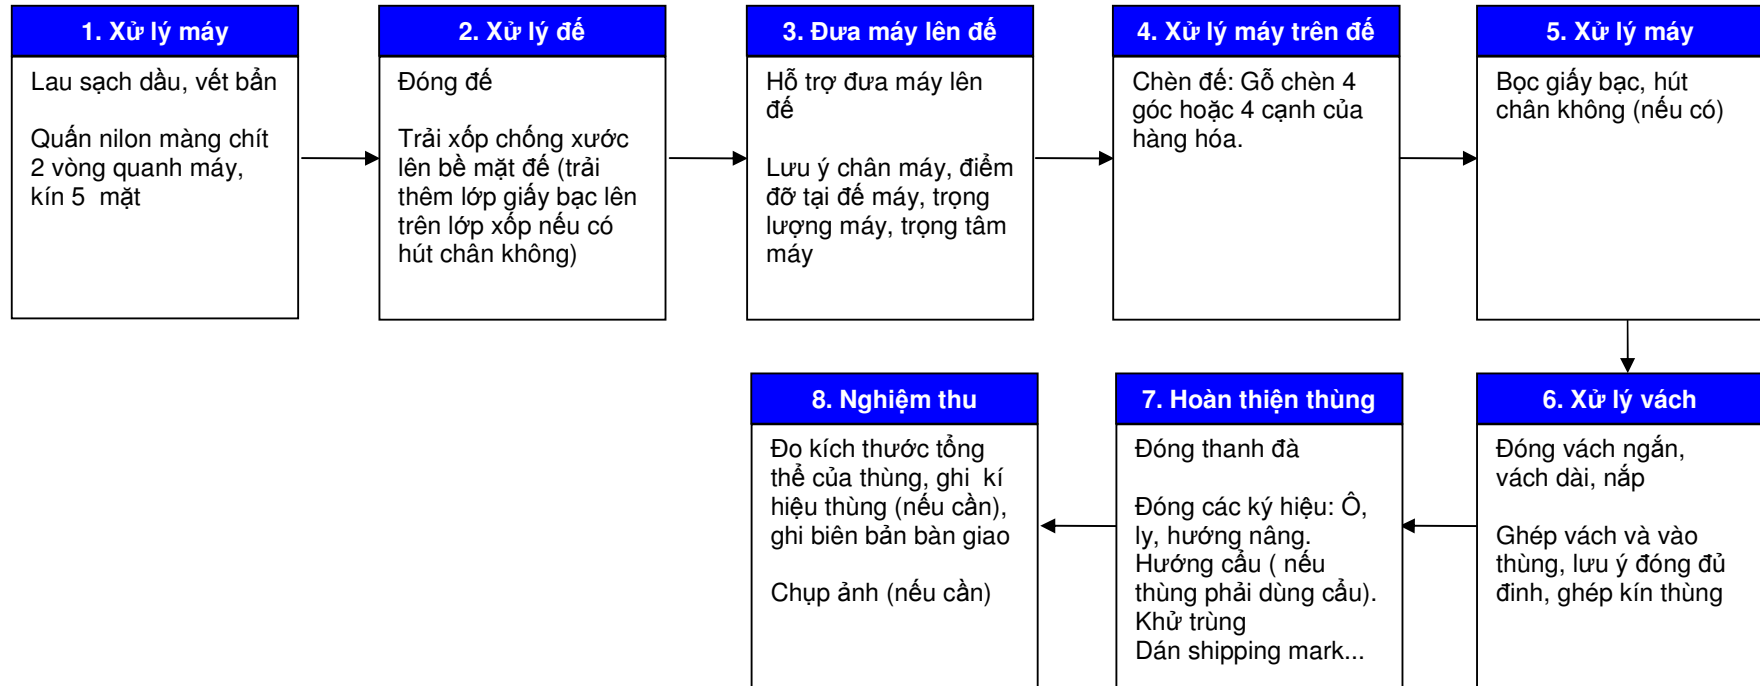 1. Xử lý máy
Lau sạch dầu, vết bẩn
Quấn nilon màng chít
2 vòng quanh máy,
kín 5 mặt
2. Xử lý đế
Đóng đế
Trải xốp chống xước
lên bề mặt đế (trải
thêm lớp giấy bạc lên
trên lớp xốp nếu có
hút chân không)
3. Đưa máy lên đế
Hỗ trợ đưa máy lên
đế
Lưu ý chân máy, điểm
đỡ tại đế máy, trọng
lượng máy, trọng tâm
máy
4. Xử lý máy trên đế
Chèn đế: Gỗ chèn 4
góc hoặc 4 cạnh của
hàng hóa.
5. Xử lý máy
Bọc giấy bạc, hút
chân không (nếu có)
6. Xử lý vách
Đóng vách ngắn,
vách dài, nắp
Ghép vách và vào
thùng, lưu ý đóng đủ
đinh, ghép kín thùng
7. Hoàn thiện thùng
Đóng thanh đà
Đóng các ký hiệu: Ô,
ly, hướng nâng.
Hướng cẩu ( nếu
thùng phải dùng cẩu).
Khử trùng
Dán shipping mark...
8. Nghiệm thu
Đo kích thước tổng
thể của thùng, ghi kí
hiệu thùng (nếu cần),
ghi biên bản bàn giao
Chụp ảnh (nếu cần)